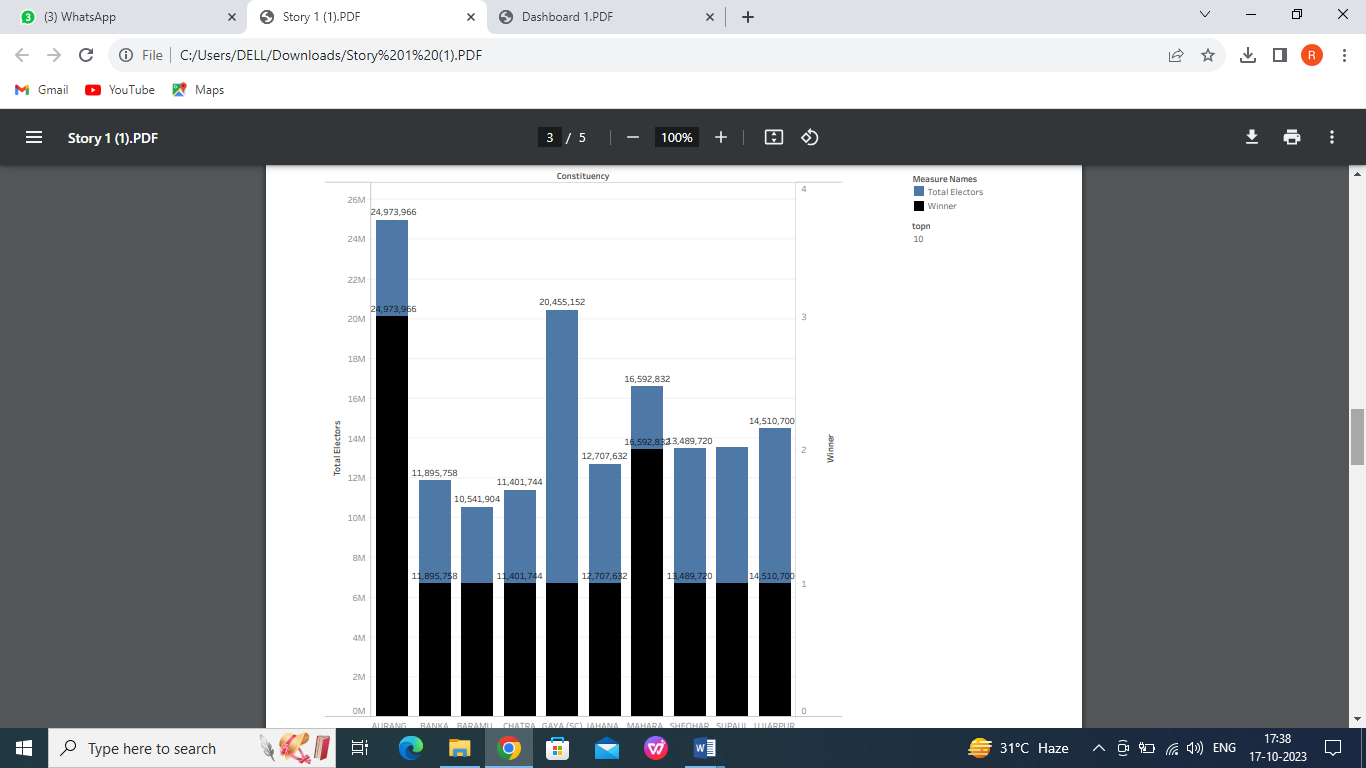 (3) WhatsApp
Story 1 (1).PDF
Dashboard 1.PDF
File
C:/Users/DELL/Downloads/Story%201%20(1).PDF
R
Gmail
YouTube
Maps
Story 1 (1).PDF
3 / 5
100%
Constituency
Measure Names
Total Electors
Winner
topn
10
Total Electors
26M
24M
22M
20M
18M
16M
14M
12M
10M
8M
6M
4M
2M
0M
24,973,966
24,973,966
20,455,152
16,592,832
14,510,700
16,592,832
13,489,720
12,707,632
11,895,758
11,401,744
10,541,904
11,895,758
11,401,744
12,707,632
13,489,720
14,510,700
4
3
2
1
0
Winner
AURANG.. BANKA BARAMU.. CHATRA GAYA (SC) JAHANA.. MAHARA.. SHEOHAR SUPAUL UJIARPUR
Type here to search
31°C Haze
ENG
17:38
17-10-2023